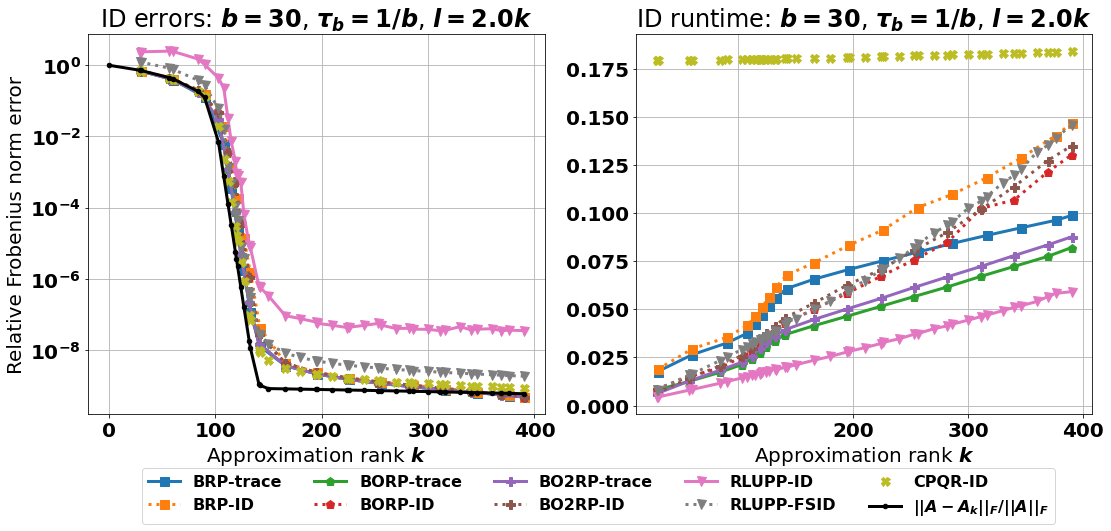 ID errors: b = 30, τ_b = 1/b, l = 2.0k
ID runtime: b = 30, τ_b = 1/b, l = 2.0k
Relative Frobenius norm error
10⁰
10⁻²
10⁻⁴
10⁻⁶
10⁻⁸
0 100 200 300 400
Approximation rank k
0.175
0.150
0.125
0.100
0.075
0.050
0.025
0.000
100 200 300 400
Approximation rank k
BRP-trace BORP-trace BO2RP-trace RLUPP-ID CPQR-ID
BRP-ID BORP-ID BO2RP-ID RLUPP-FSID ||A − A_k||_F/||A||_F